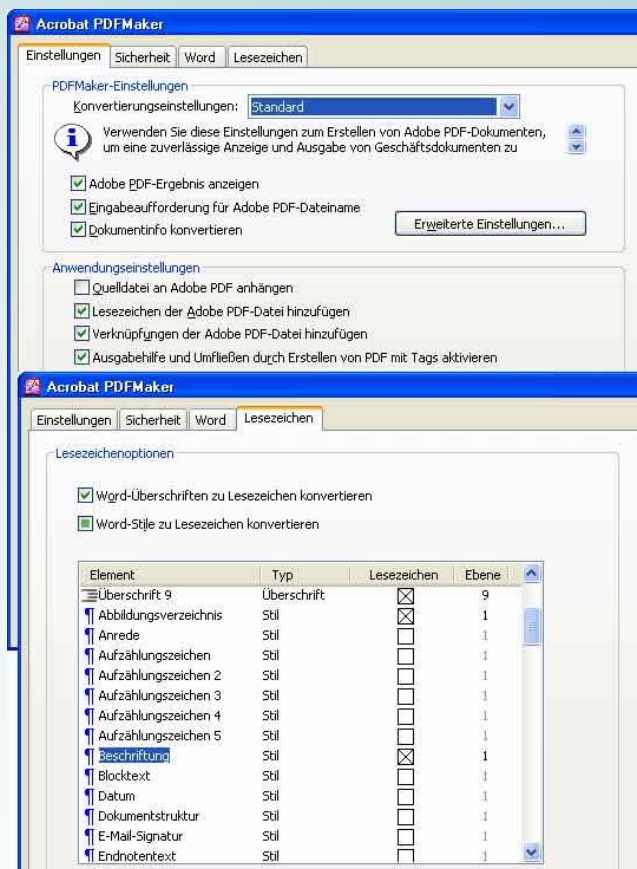 Acrobat PDFMaker
Einstellungen Sicherheit Word Lesezeichen
PDFMaker-Einstellungen
Konvertierungseinstellungen: Standard
Verwenden Sie diese Einstellungen zum Erstellen von Adobe PDF-Dokumenten,
um eine zuverlässige Anzeige und Ausgabe von Geschäftsdokumenten zu
Adobe PDF-Ergebnis anzeigen
Eingabeaufforderung für Adobe PDF-Dateiname
Dokumentinfo konvertieren
Erweiterte Einstellungen...
Anwendungseinstellungen
Quelldatei an Adobe PDF anhängen
Lesezeichen der Adobe PDF-Datei hinzufügen
Verknüpfungen der Adobe PDF-Datei hinzufügen
Ausgabehilfe und Umfließen durch Erstellen von PDF mit Tags aktivieren
Acrobat PDFMaker
Einstellungen Sicherheit Word Lesezeichen
Lesezeichenoptionen
Word-Überschriften zu Lesezeichen konvertieren
Word-Stile zu Lesezeichen konvertieren
Element Typ Lesezeichen Ebene
Überschrift 9 Überschrift 9
Abbildungsverzeichnis Stil 1
Anrede Stil 1
Aufzählungszeichen Stil 1
Aufzählungszeichen 2 Stil 1
Aufzählungszeichen 3 Stil 1
Aufzählungszeichen 4 Stil 1
Aufzählungszeichen 5 Stil 1
Beschriftung Stil 1
Blocktext Stil 1
Datum Stil 1
Dokumentstruktur Stil 1
E-Mail-Signatur Stil 1
Endnotentext Stil 1